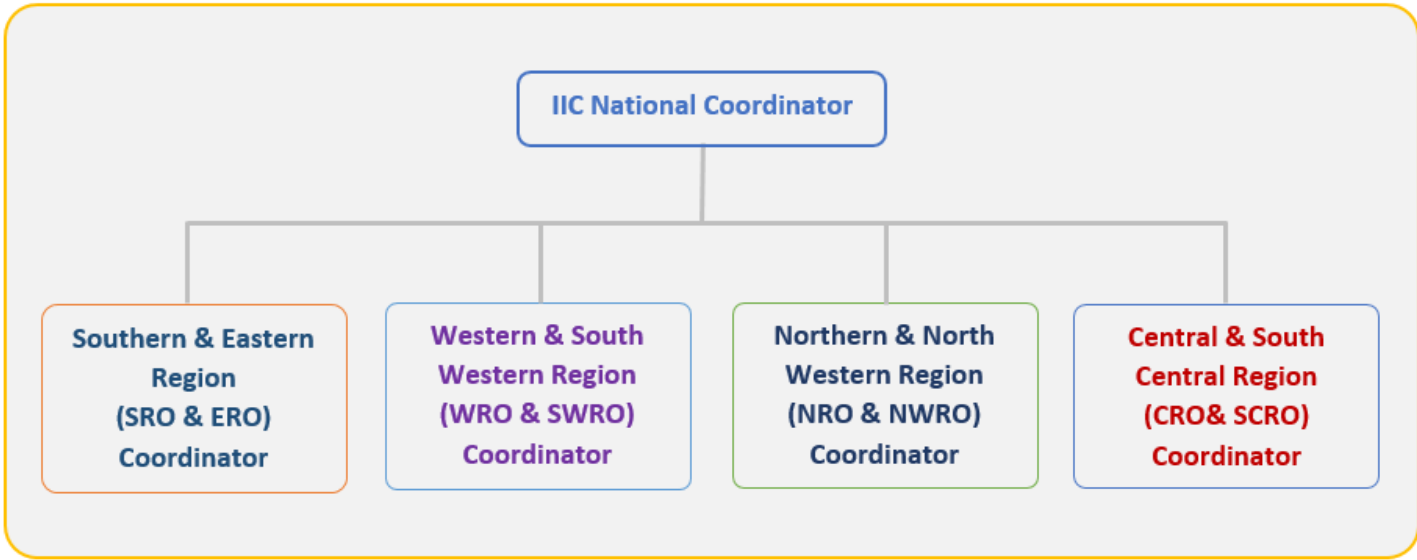 IIC National Coordinator
Southern & Eastern
Region
(SRO & ERO)
Coordinator
Western & South
Western Region
(WRO & SWRO)
Coordinator
Northern & North
Western Region
(NRO & NWRO)
Coordinator
Central & South
Central Region
(CRO& SCRO)
Coordinator